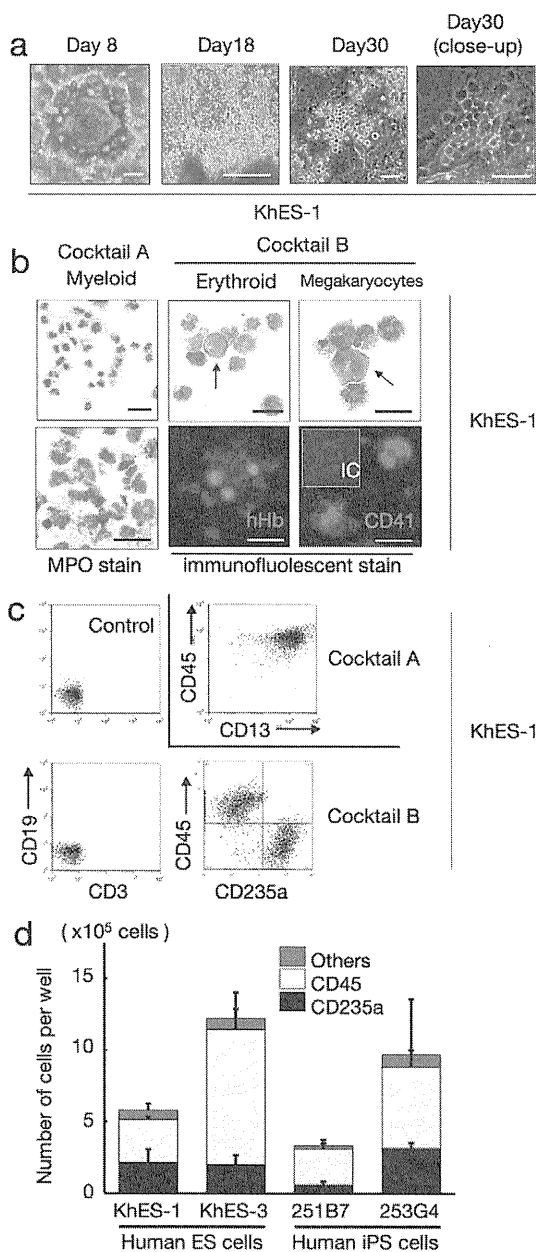 a
Day 8 Day18 Day30 Day30
(close-up)
KhES-1
b
Cocktail A Cocktail B
Myeloid Erythroid Megakaryocytes
KhES-1
hHb IC CD41
MPO stain immunofluolescent stain
c
Control CD45 CD13 Cocktail A
KhES-1
CD19 CD3 CD45 CD235a Cocktail B
d (x10⁵ cells)
Others
CD45
CD235a
Number of cells per well
15
10
5
0
KhES-1 KhES-3 251B7 253G4
Human ES cells Human iPS cells